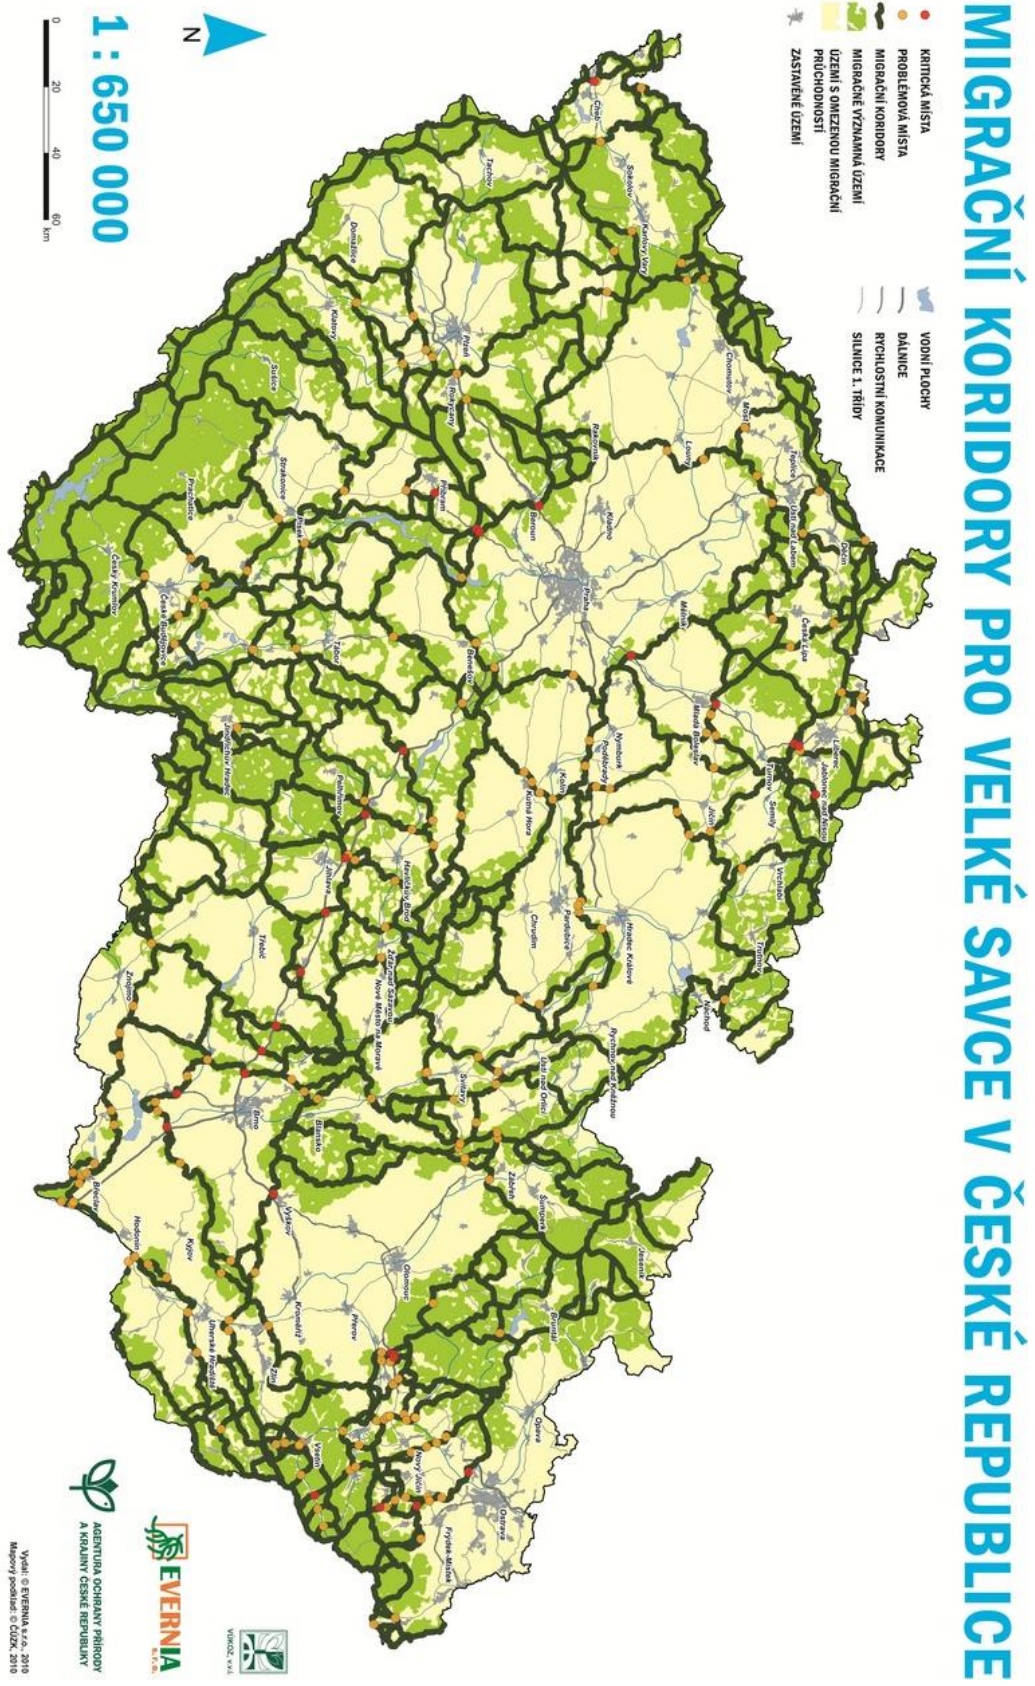 MIGRAČNÍ KORIDORY PRO VELKÉ SAVCE V ČESKÉ REPUBLICE
KRITICKÁ MÍSTA
PROBLÉMOVÁ MÍSTA
MIGRAČNÍ KORIDORY
MIGRAČNĚ VÝZNAMNÁ ÚZEMÍ
ÚZEMÍ S OMEZENOU MIGRAČNÍ
PRŮCHODNOSTÍ
ZASTAVĚNÉ ÚZEMÍ
VODNÍ PLOCHY
DÁLNICE
RYCHLOSTNÍ KOMUNIKACE
SILNICE 1. TŘÍDY
N
1 : 650 000
0 20 40 60 km
Cheb
Sokolov
Karlovy Vary
Tachov
Domažlice
Plzeň
Klatovy
Rokycany
Sušice
Chomutov
Most
Teplice
Ústí nad Labem
Děčín
Louny
Rakovník
Kladno
Beroun
Příbram
Strakonice
Písek
Prachatice
Český Krumlov
České Budějovice
Praha
Mělník
Česká Lípa
Liberec
Jablonec nad Nisou
Mladá Boleslav
Turnov
Semily
Jičín
Vrchlabí
Trutnov
Náchod
Benešov
Tábor
Jindřichův Hradec
Pelhřimov
Nymburk
Poděbrady
Kolín
Kutná Hora
Hradec Králové
Pardubice
Chrudim
Havlíčkův Brod
Jihlava
Třebíč
Znojmo
Žďár nad Sázavou
Nové Město na Moravě
Rychnov nad Kněžnou
Ústí nad Orlicí
Svitavy
Blansko
Brno
Vyškov
Břeclav
Hodonín
Kyjov
Zábřeh
Šumperk
Jeseník
Bruntál
Olomouc
Přerov
Kroměříž
Uherské Hradiště
Zlín
Vsetín
Nový Jičín
Opava
Ostrava
Frýdek-Místek
AGENTURA OCHRANY PŘÍRODY
A KRAJINY ČESKÉ REPUBLIKY
EVERNIA
s.r.o.
VÚKOZ, v.v.i.
Vydal: © EVERNIA s.r.o., 2010
Mapový podklad: © ČÚZK, 2010